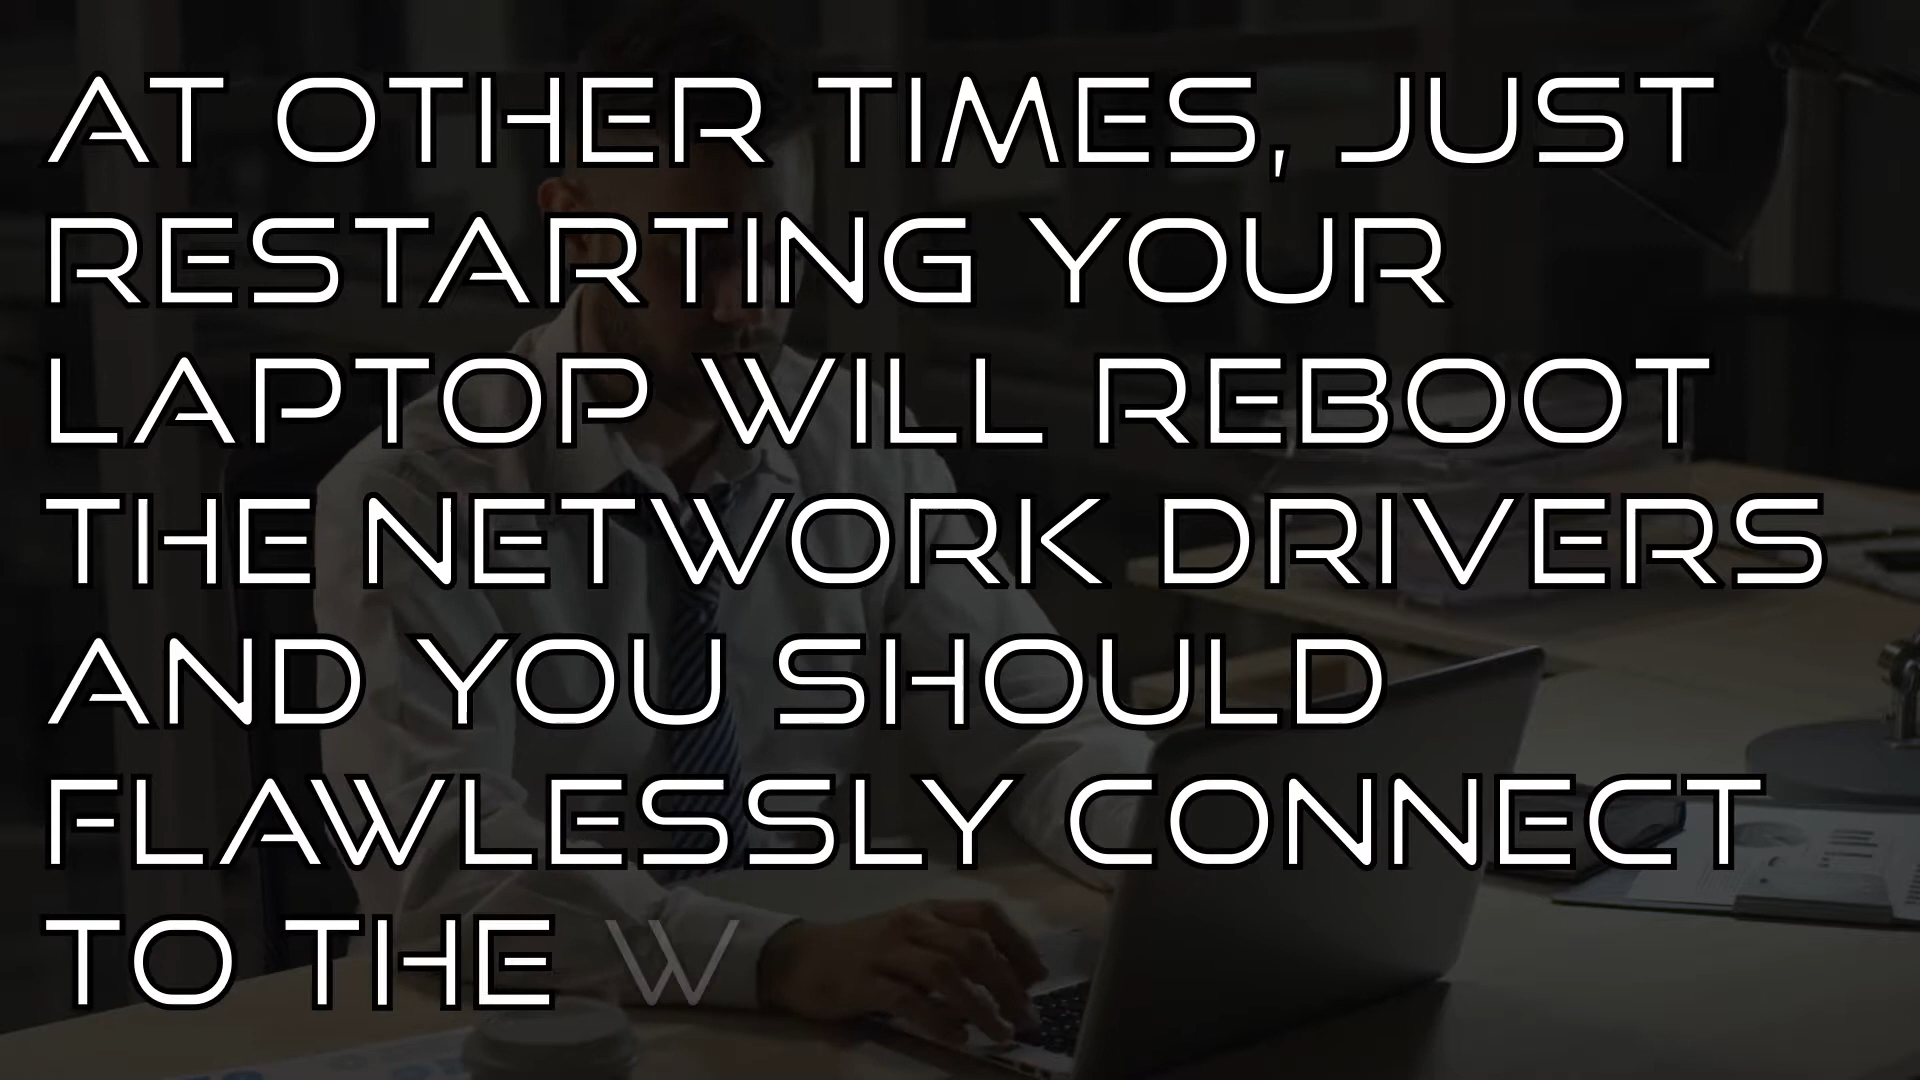 AT OTHER TIMES, JUST
RESTARTING YOUR
LAPTOP WILL REBOOT
THE NETWORK DRIVERS
AND YOU SHOULD
FLAWLESSLY CONNECT
TO THE W